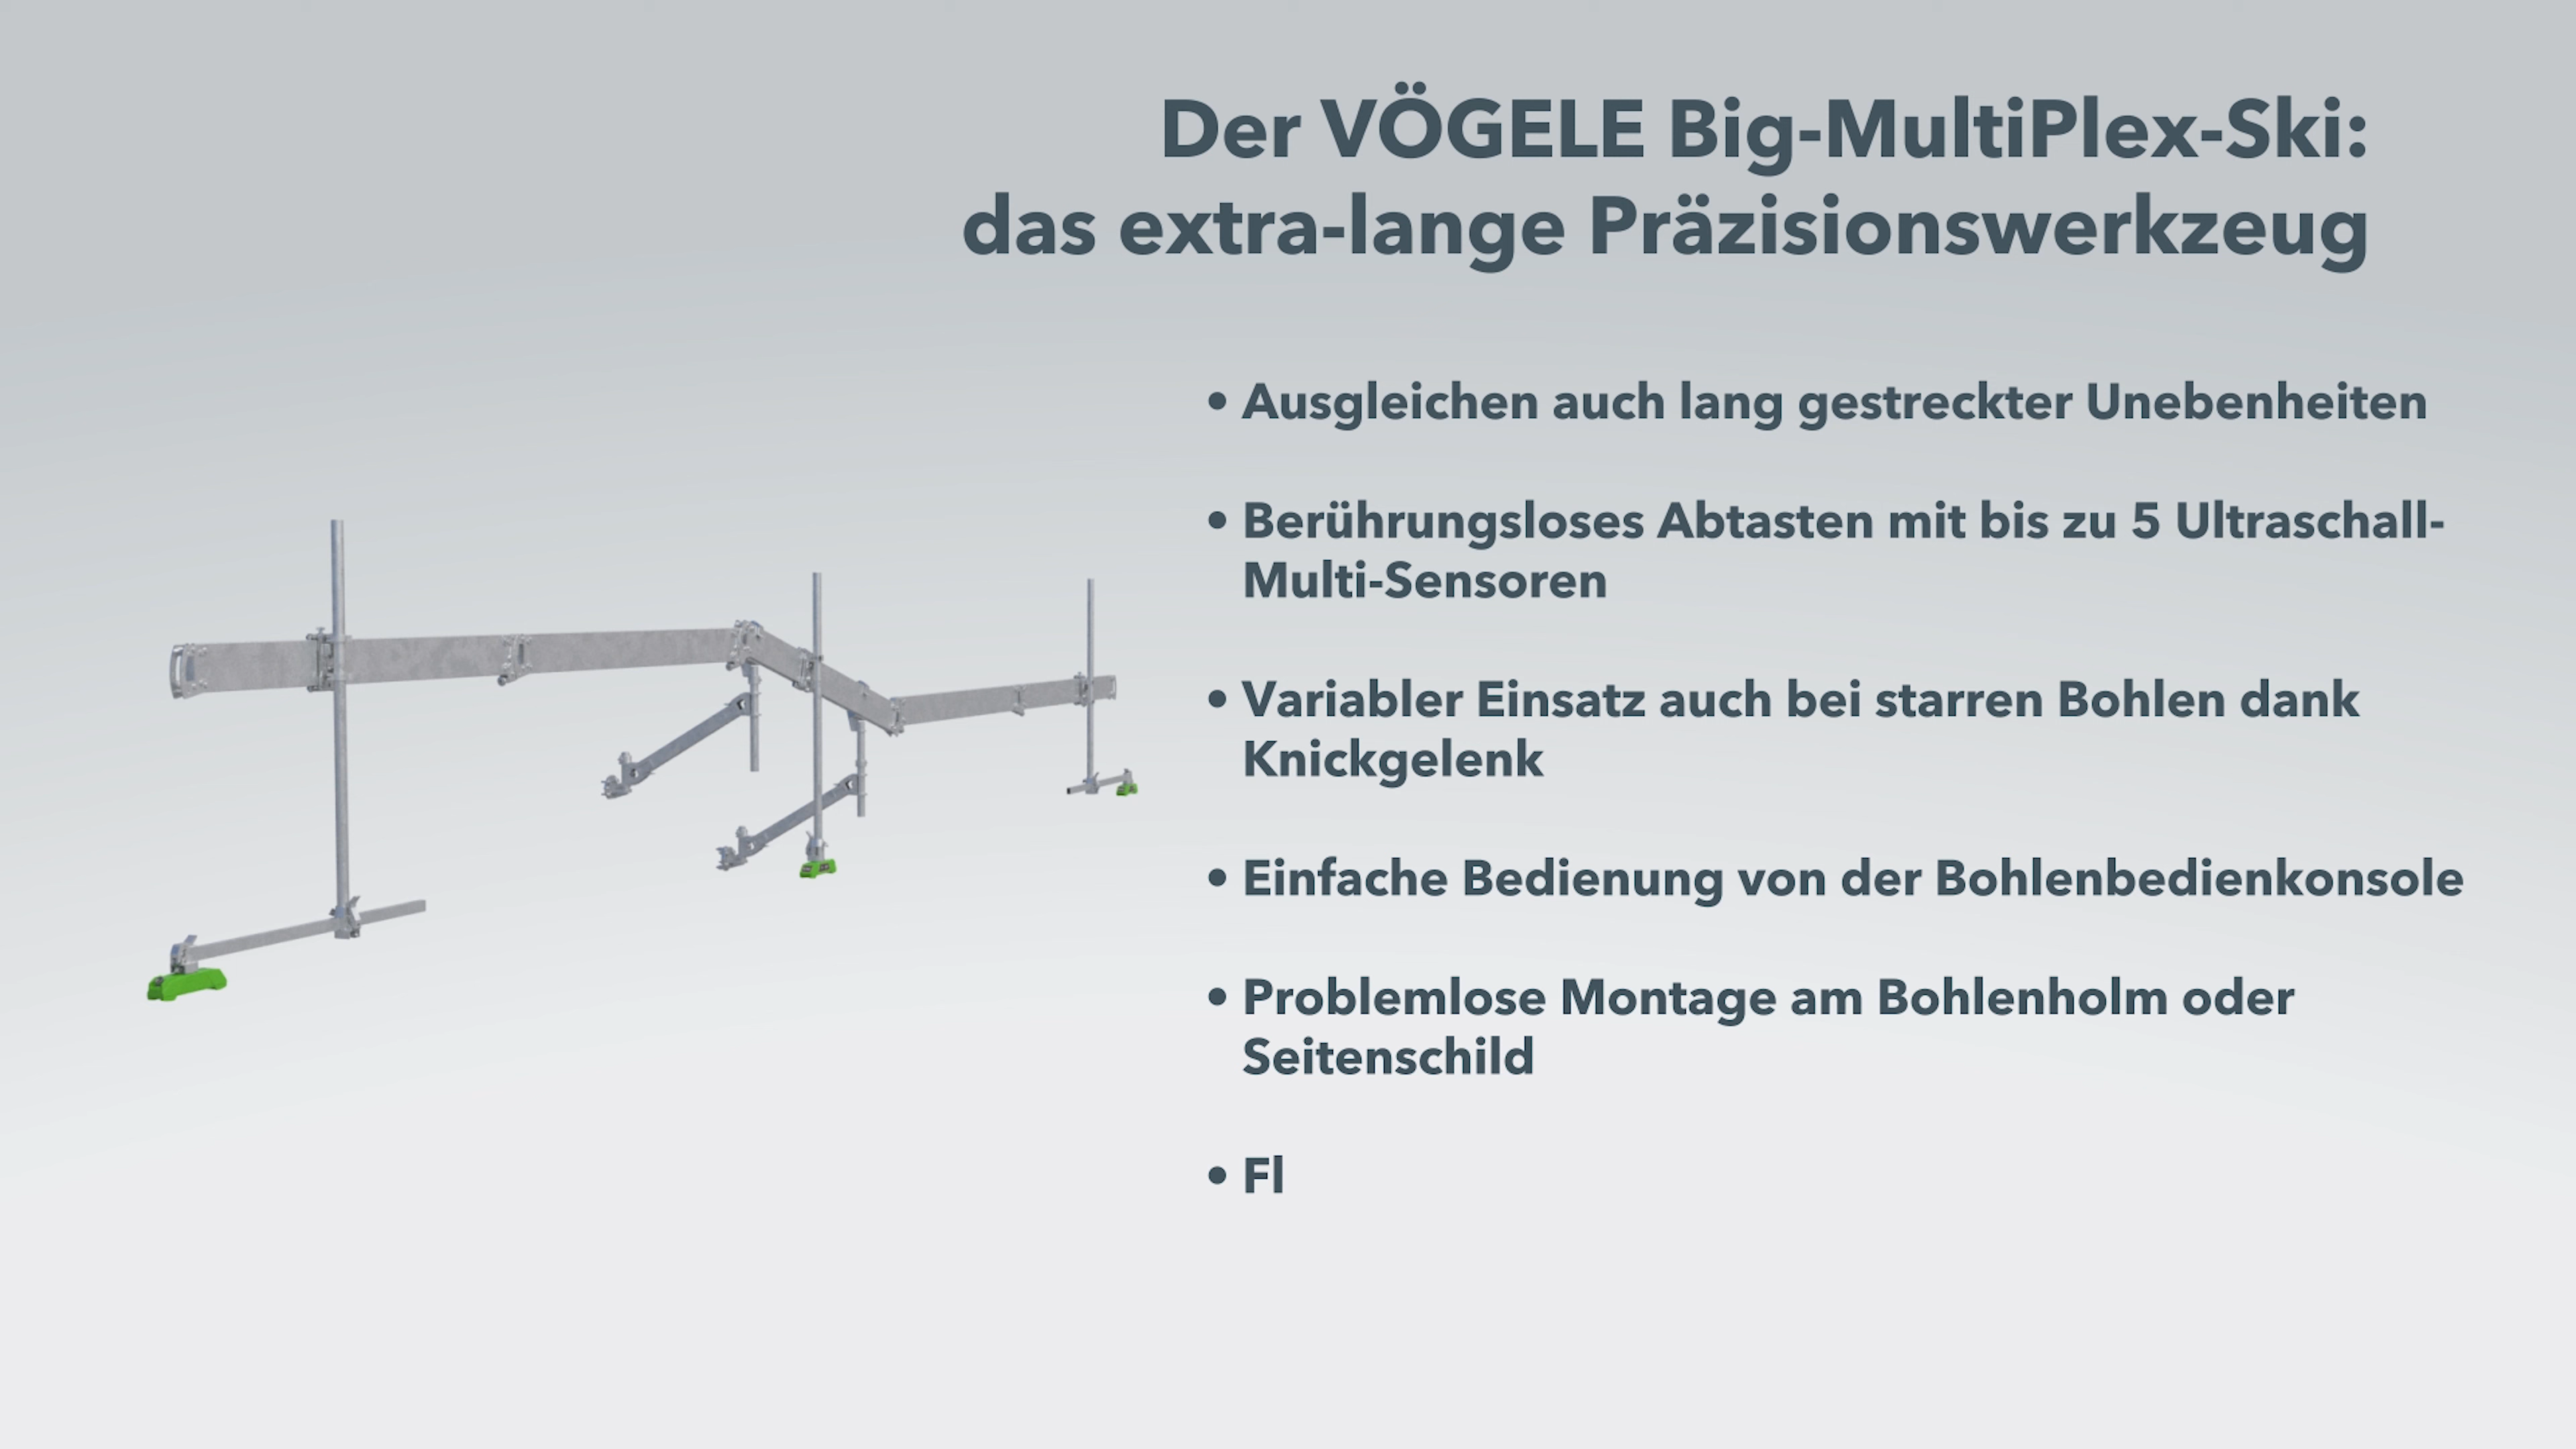 Der VÖGELE Big-MultiPlex-Ski:
das extra-lange Präzisionswerkzeug
• Ausgleichen auch lang gestreckter Unebenheiten
• Berührungsloses Abtasten mit bis zu 5 Ultraschall-
Multi-Sensoren
• Variabler Einsatz auch bei starren Bohlen dank
Knickgelenk
• Einfache Bedienung von der Bohlenbedienkonsole
• Problemlose Montage am Bohlenholm oder
Seitenschild
• Fl